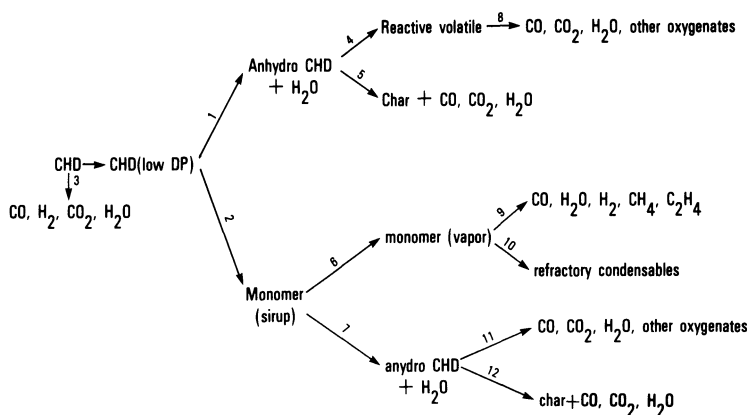 4
Reactive volatile
8
CO, CO₂, H₂O, other oxygenates
Anhydro CHD
+ H₂O
5
Char + CO, CO₂, H₂O
1
CHD
CHD(low DP)
3
CO, H₂, CO₂, H₂O
2
9
CO, H₂O, H₂, CH₄, C₂H₄
monomer (vapor)
10
refractory condensables
6
Monomer
(sirup)
7
11
CO, CO₂, H₂O, other oxygenates
anydro CHD
+ H₂O
12
char+CO, CO₂, H₂O